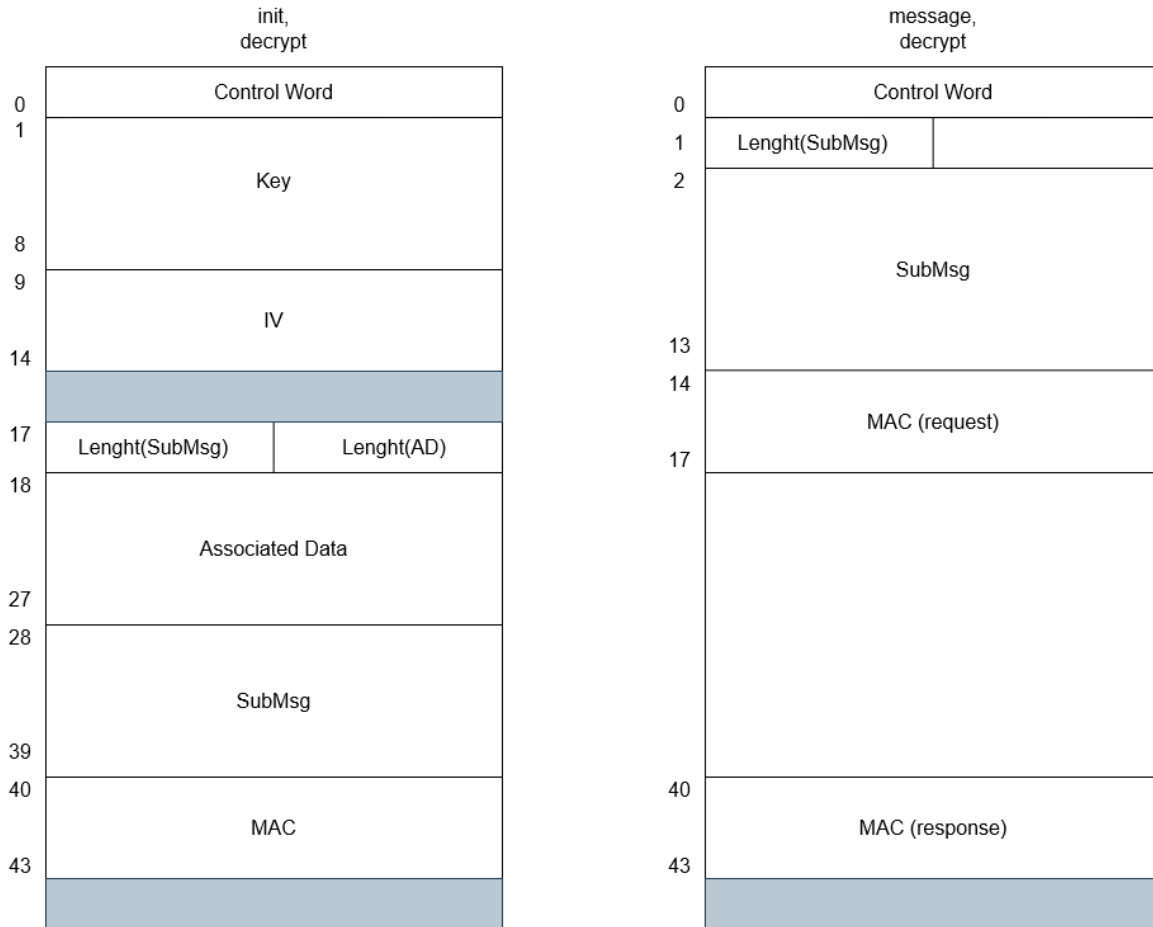 init,
decrypt
Control Word
0
1
Key
8
9
IV
14
17
Lenght(SubMsg) Lenght(AD)
18
Associated Data
27
28
SubMsg
39
40
MAC
43
message,
decrypt
Control Word
0
1
Lenght(SubMsg)
2
SubMsg
13
14
MAC (request)
17
40
MAC (response)
43